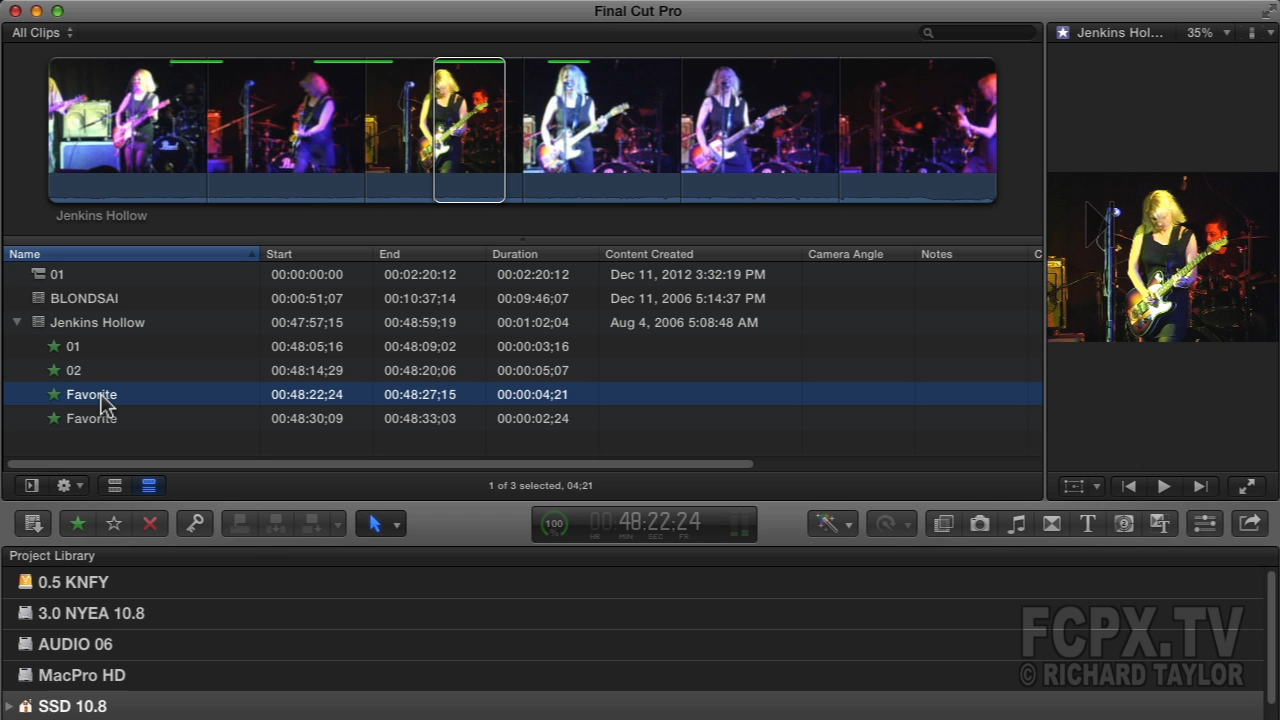 Final Cut Pro
All Clips
Jenkins Hol... 35%
Jenkins Hollow
Name Start End Duration Content Created Camera Angle Notes C
01 00:00:00:00 00:02:20:12 00:02:20:12 Dec 11, 2012 3:32:19 PM
BLONDSAI 00:00:51;07 00:10:37;14 00:09:46;07 Dec 11, 2006 5:14:37 PM
Jenkins Hollow 00:47:57;15 00:48:59;19 00:01:02;04 Aug 4, 2006 5:08:48 AM
01 00:48:05;16 00:48:09;02 00:00:03;16
02 00:48:14;29 00:48:20;06 00:00:05;07
Favorite 00:48:22;24 00:48:27;15 00:00:04;21
Favorite 00:48:30;09 00:48:33;03 00:00:02;24
1 of 3 selected, 04;21
100 % 00:48:22:24
HR MIN SEC FR
Project Library
0.5 KNFY
3.0 NYEA 10.8
AUDIO 06
MacPro HD
SSD 10.8
FCPX.TV
© RICHARD TAYLOR